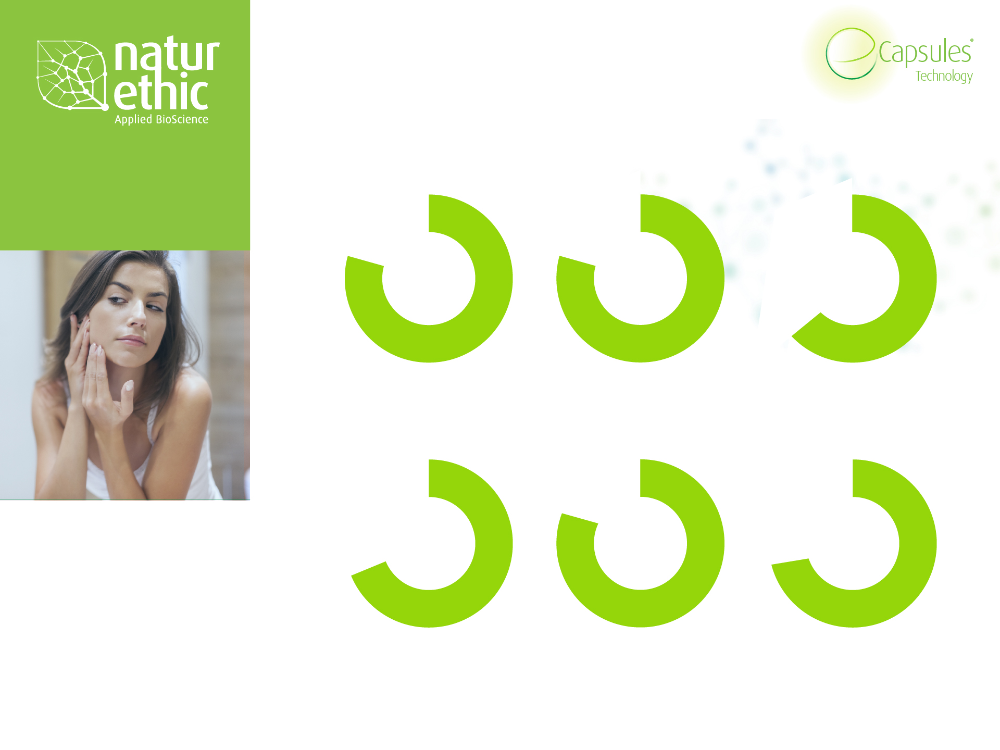 natur
ethic
Applied BioScience
Capsules®
Technology